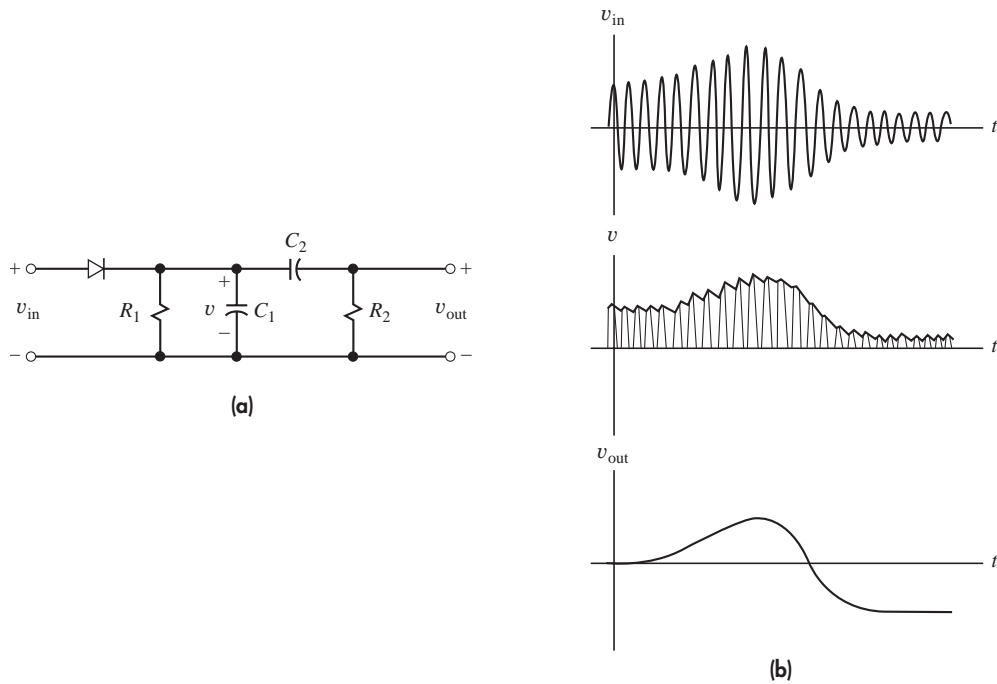 v_in
t
v
t
v_out
t
(b)
C_2
+ +
+
v_in R_1 v C_1 R_2 v_out
−
− −
(a)